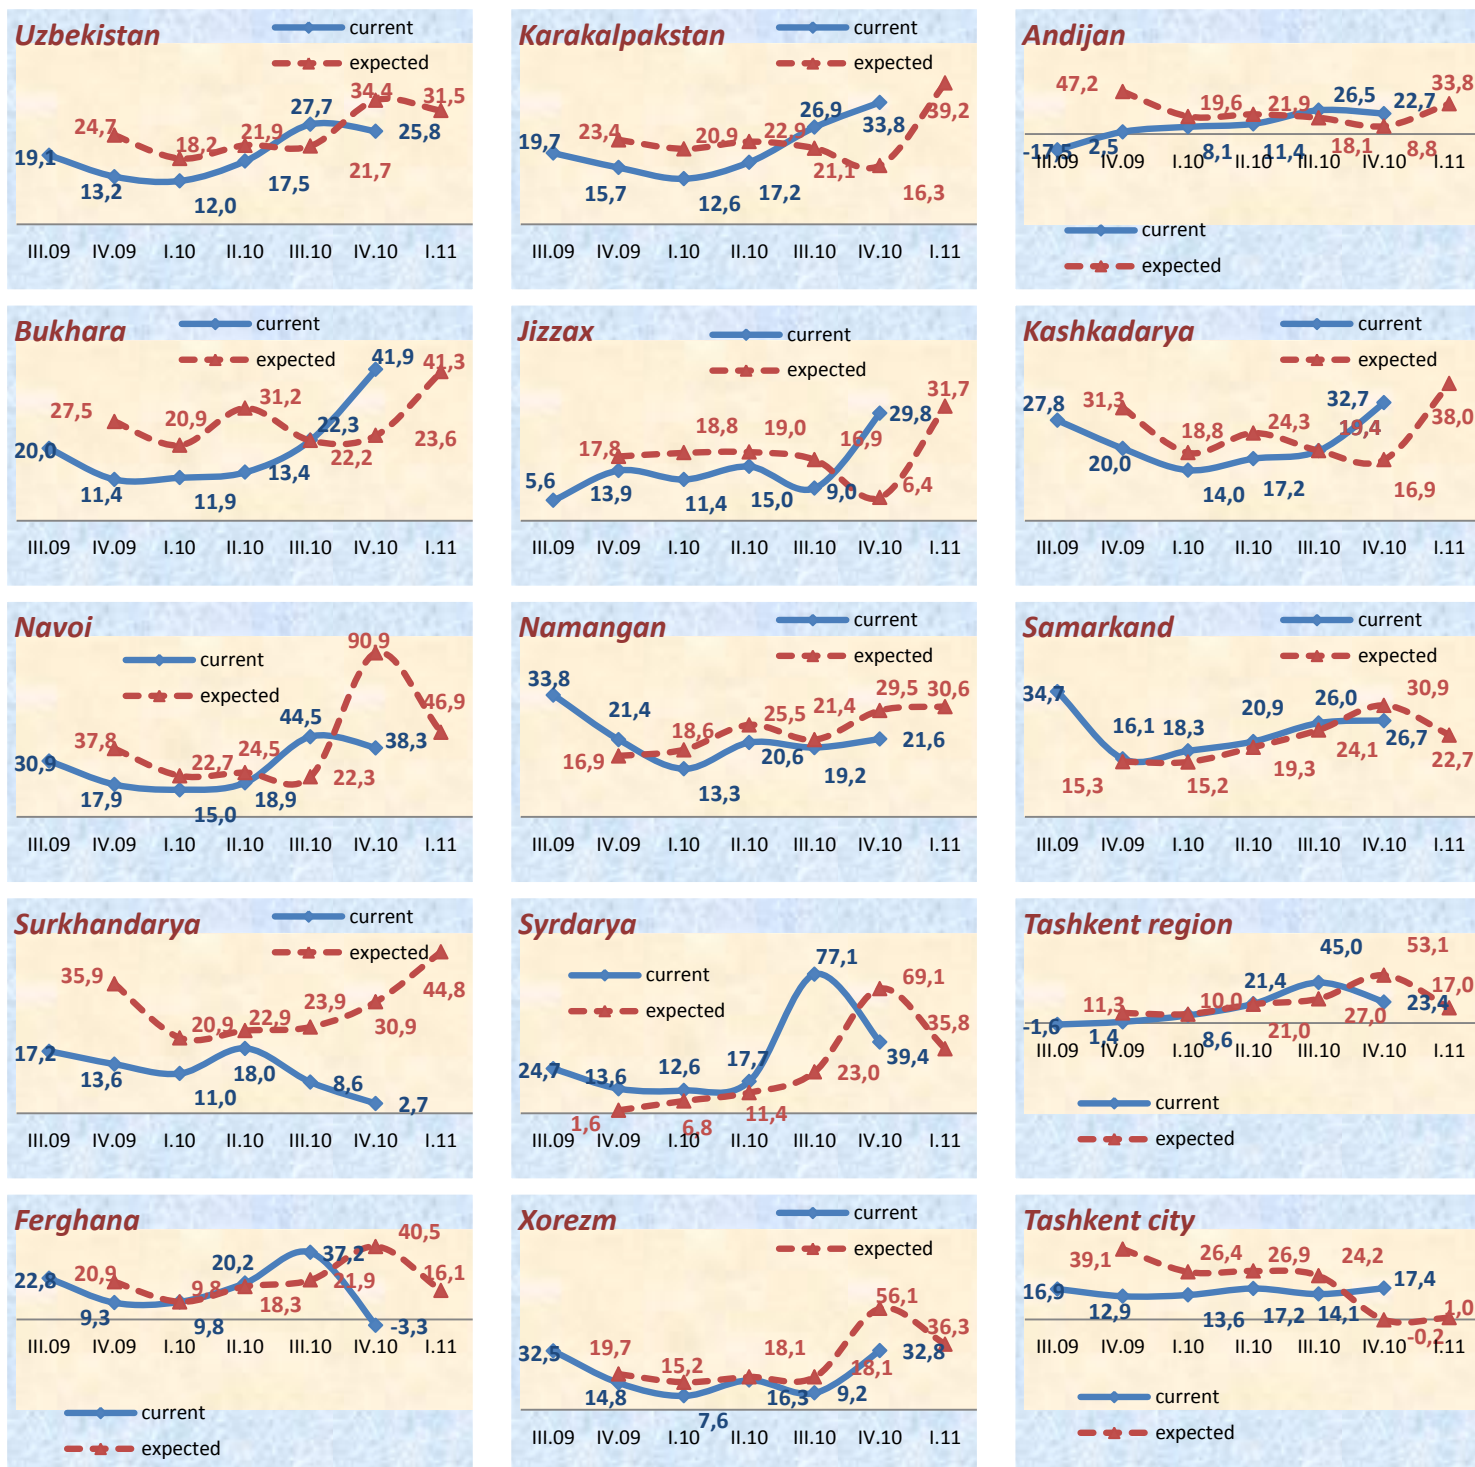 Uzbekistan
current
expected
34,4
31,5
27,7
24,7
18,2
21,9
25,8
19,1
13,2
12,0
17,5
21,7
III.09 IV.09 I.10 II.10 III.10 IV.10 I.11
Karakalpakstan
current
expected
39,2
26,9
33,8
19,7
23,4
20,9
22,9
21,1
16,3
15,7
12,6
17,2
III.09 IV.09 I.10 II.10 III.10 IV.10 I.11
Andijan
47,2
19,6
21,9
26,5
22,7
33,8
-17,5
2,5
8,1
11,4
18,1
8,8
III.09 IV.09 I.10 II.10 III.10 IV.10 I.11
current
expected
Bukhara
current
expected
41,9
41,3
27,5
20,9
31,2
22,3
20,0
22,2
23,6
11,4
11,9
13,4
III.09 IV.09 I.10 II.10 III.10 IV.10 I.11
Jizzax
current
expected
31,7
29,8
17,8
18,8
19,0
16,9
5,6
13,9
11,4
15,0
9,0
6,4
III.09 IV.09 I.10 II.10 III.10 IV.10 I.11
Kashkadarya
current
expected
27,8
31,3
18,8
24,3
32,7
19,4
38,0
20,0
14,0
17,2
16,9
III.09 IV.09 I.10 II.10 III.10 IV.10 I.11
Navoi
current
expected
90,9
46,9
44,5
37,8
22,7
24,5
38,3
30,9
17,9
15,0
18,9
22,3
III.09 IV.09 I.10 II.10 III.10 IV.10 I.11
Namangan
current
expected
33,8
21,4
18,6
25,5
21,4
29,5
30,6
16,9
13,3
20,6
19,2
21,6
III.09 IV.09 I.10 II.10 III.10 IV.10 I.11
Samarkand
current
expected
34,7
16,1
18,3
20,9
26,0
30,9
26,7
15,3
15,2
19,3
24,1
22,7
III.09 IV.09 I.10 II.10 III.10 IV.10 I.11
Surkhandarya
current
expected
35,9
20,9
22,9
23,9
30,9
44,8
17,2
13,6
11,0
18,0
8,6
2,7
III.09 IV.09 I.10 II.10 III.10 IV.10 I.11
Syrdarya
current
expected
77,1
69,1
35,8
24,7
13,6
12,6
17,7
23,0
39,4
1,6
6,8
11,4
III.09 IV.09 I.10 II.10 III.10 IV.10 I.11
Tashkent region
45,0
53,1
11,3
10,0
21,4
17,0
-1,6
1,4
8,6
21,0
27,0
23,4
III.09 IV.09 I.10 II.10 III.10 IV.10 I.11
current
expected
Ferghana
40,5
22,8
20,9
9,8
20,2
37,2
21,9
16,1
9,3
9,8
18,3
-3,3
III.09 IV.09 I.10 II.10 III.10 IV.10 I.11
current
expected
Xorezm
current
expected
56,1
36,3
32,5
19,7
15,2
18,1
18,1
32,8
14,8
7,6
16,3
9,2
III.09 IV.09 I.10 II.10 III.10 IV.10 I.11
Tashkent city
39,1
26,4
26,9
24,2
17,4
16,9
12,9
13,6
17,2
14,1
-0,2
1,0
III.09 IV.09 I.10 II.10 III.10 IV.10 I.11
current
expected